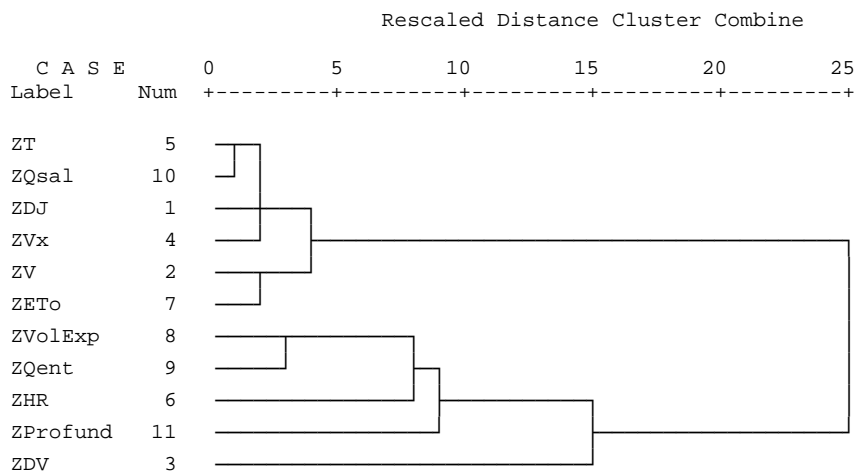 Rescaled Distance Cluster Combine
C A S E 0 5 10 15 20 25
Label Num +---------+---------+---------+---------+---------+
ZT 5
ZQsal 10
ZDJ 1
ZVx 4
ZV 2
ZETo 7
ZVolExp 8
ZQent 9
ZHR 6
ZProfund 11
ZDV 3